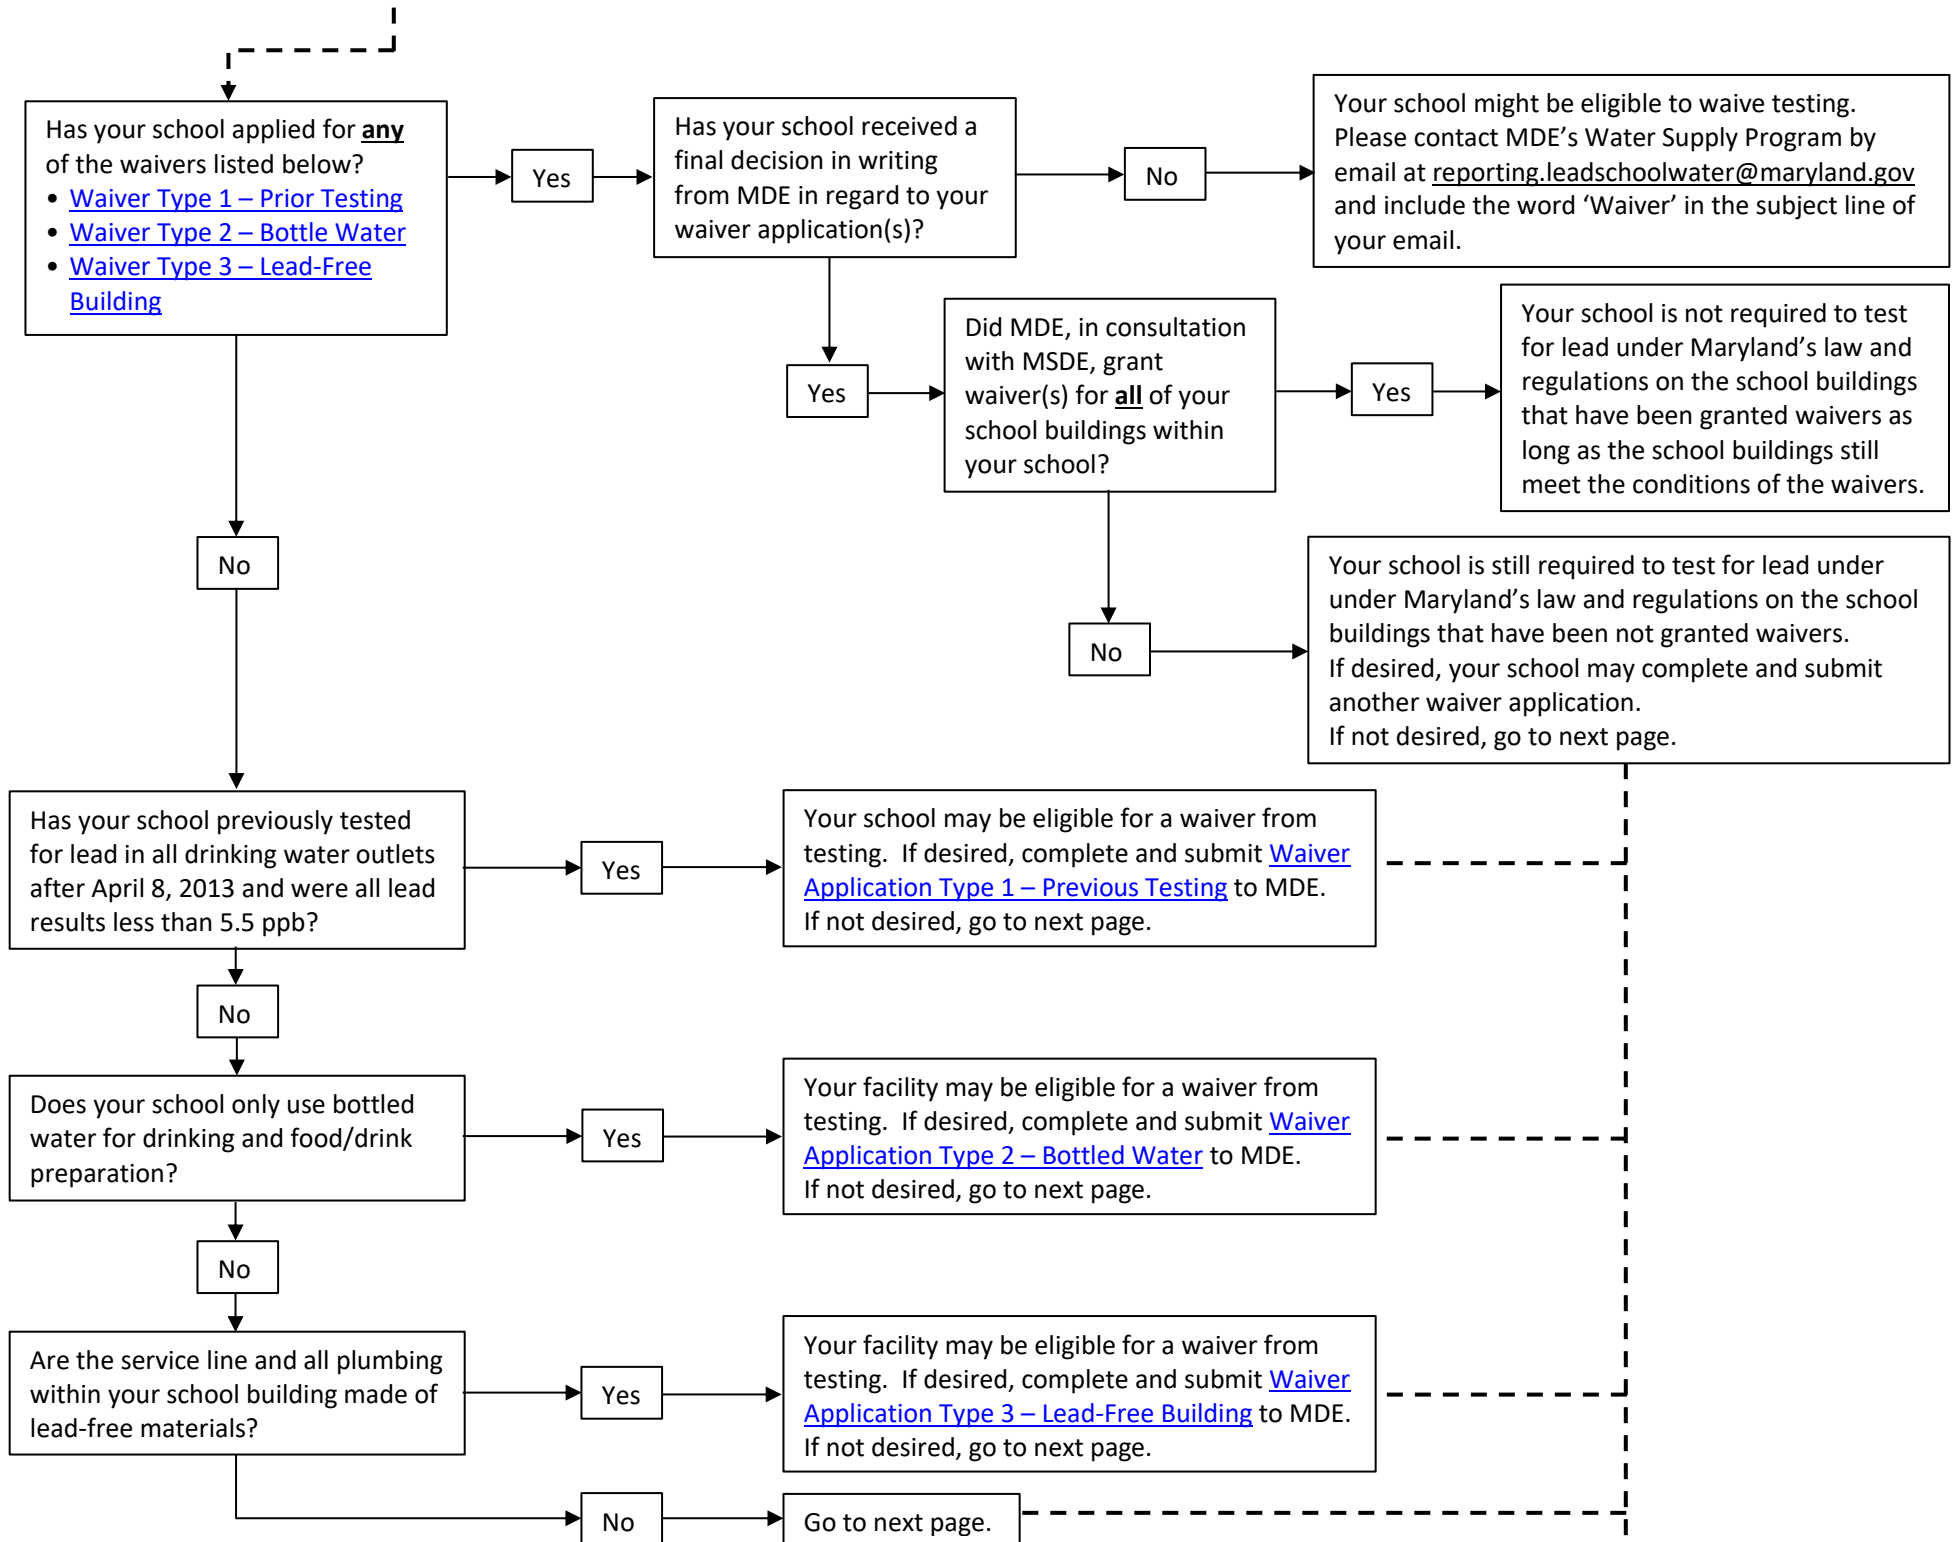 Has your school applied for any
of the waivers listed below?
• Waiver Type 1 – Prior Testing
• Waiver Type 2 – Bottle Water
• Waiver Type 3 – Lead-Free
Building
Yes
Has your school received a
final decision in writing
from MDE in regard to your
waiver application(s)?
No
Your school might be eligible to waive testing.
Please contact MDE’s Water Supply Program by
email at reporting.leadschoolwater@maryland.gov
and include the word ‘Waiver’ in the subject line of
your email.
Yes
Did MDE, in consultation
with MSDE, grant
waiver(s) for all of your
school buildings within
your school?
Yes
Your school is not required to test
for lead under Maryland’s law and
regulations on the school buildings
that have been granted waivers as
long as the school buildings still
meet the conditions of the waivers.
No
Your school is still required to test for lead under
under Maryland’s law and regulations on the school
buildings that have been not granted waivers.
If desired, your school may complete and submit
another waiver application.
If not desired, go to next page.
No
Has your school previously tested
for lead in all drinking water outlets
after April 8, 2013 and were all lead
results less than 5.5 ppb?
Yes
Your school may be eligible for a waiver from
testing.  If desired, complete and submit Waiver
Application Type 1 – Previous Testing to MDE.
If not desired, go to next page.
No
Does your school only use bottled
water for drinking and food/drink
preparation?
Yes
Your facility may be eligible for a waiver from
testing.  If desired, complete and submit Waiver
Application Type 2 – Bottled Water to MDE.
If not desired, go to next page.
No
Are the service line and all plumbing
within your school building made of
lead-free materials?
Yes
Your facility may be eligible for a waiver from
testing.  If desired, complete and submit Waiver
Application Type 3 – Lead-Free Building to MDE.
If not desired, go to next page.
No
Go to next page.